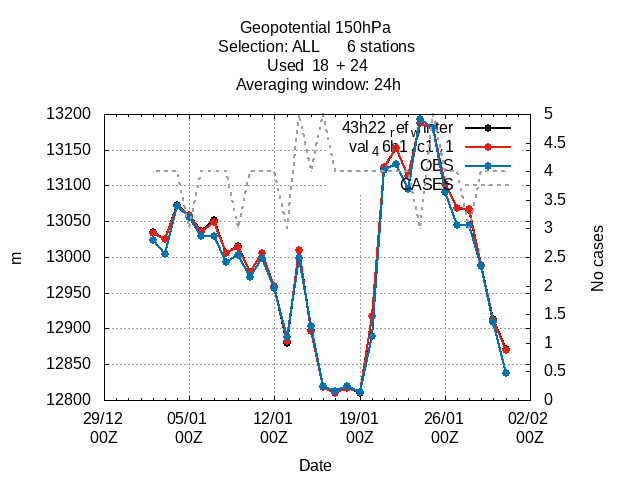 Geopotential 150hPa
Selection: ALL 6 stations
Used 18 + 24
Averaging window: 24h
13200
13150
13100
13050
13000
12950
12900
12850
12800
5
4.5
4
3.5
3
2.5
2
1.5
1
0.5
0
m
No cases
OBS
CASES
29/12 05/01 12/01 19/01 26/01 02/02
00Z 00Z 00Z 00Z 00Z 00Z
Date